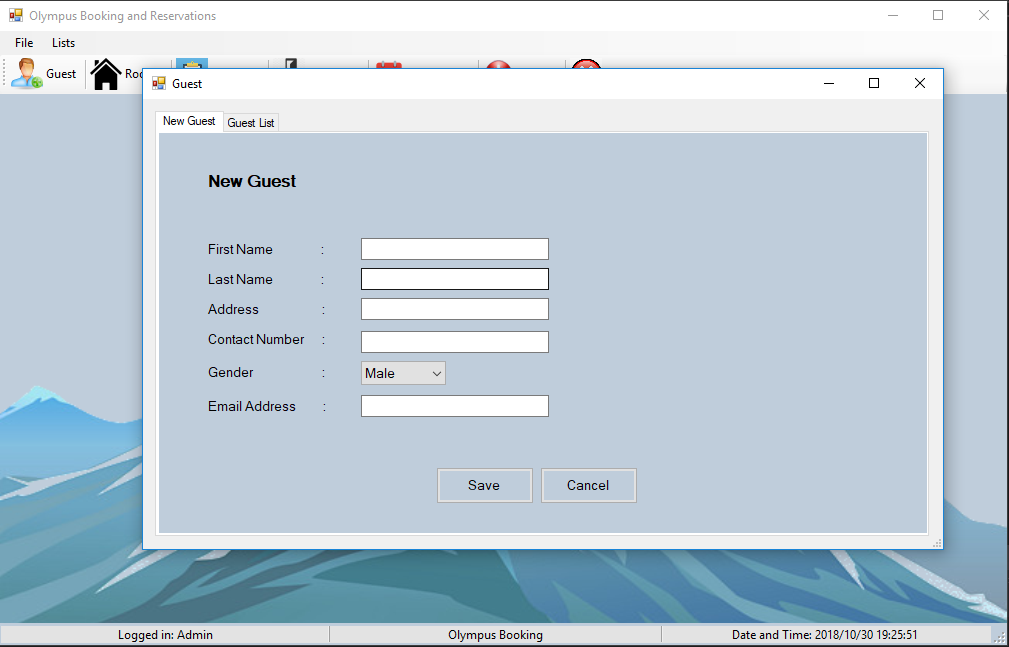 Olympus Booking and Reservations
File Lists
Guest
Guest
New Guest Guest List
New Guest
First Name :
Last Name :
Address :
Contact Number :
Gender : Male
Email Address :
Save Cancel
Logged in: Admin Olympus Booking Date and Time: 2018/10/30 19:25:51